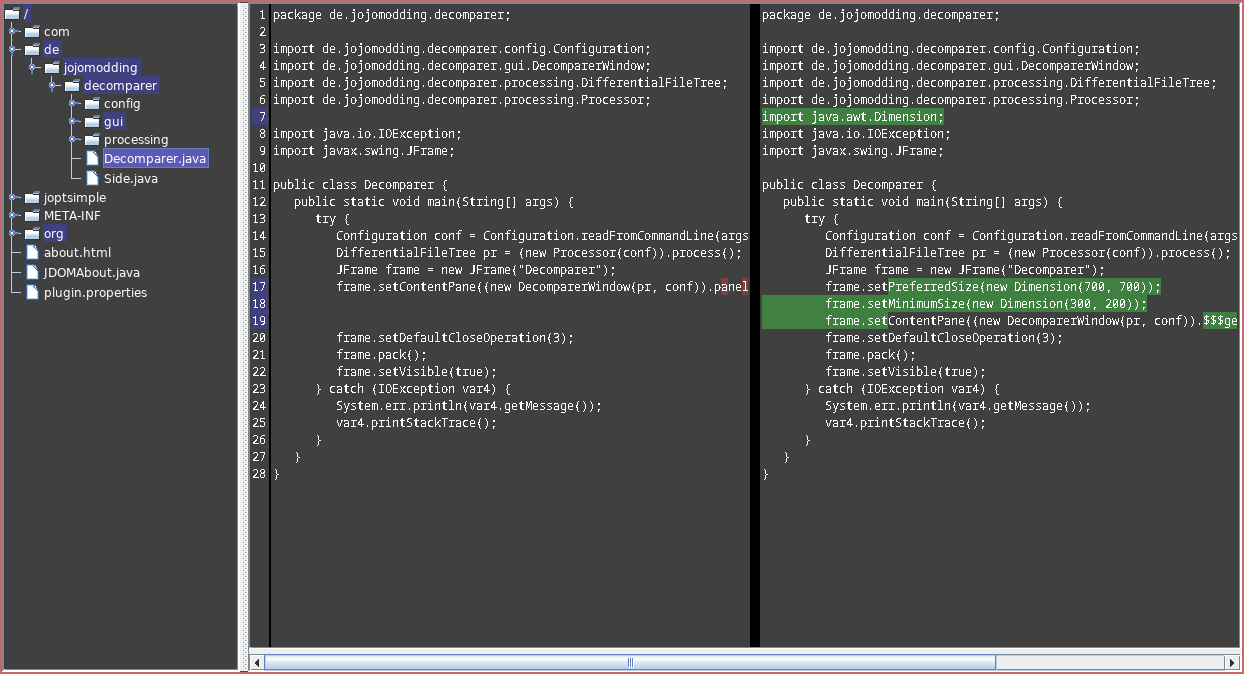 /
com
de
jojomodding
decomparer
config
gui
processing
Decomparer.java
Side.java
joptsimple
META-INF
org
about.html
JDOMAbout.java
plugin.properties
1 package de.jojomodding.decomparer;
2
3 import de.jojomodding.decomparer.config.Configuration;
4 import de.jojomodding.decomparer.gui.DecomparerWindow;
5 import de.jojomodding.decomparer.processing.DifferentialFileTree;
6 import de.jojomodding.decomparer.processing.Processor;
7
8 import java.io.IOException;
9 import javax.swing.JFrame;
10
11 public class Decomparer {
12 public static void main(String[] args) {
13 try {
14 Configuration conf = Configuration.readFromCommandLine(args
15 DifferentialFileTree pr = (new Processor(conf)).process();
16 JFrame frame = new JFrame("Decomparer");
17 frame.setContentPane((new DecomparerWindow(pr, conf)).panel
18
19
20 frame.setDefaultCloseOperation(3);
21 frame.pack();
22 frame.setVisible(true);
23 } catch (IOException var4) {
24 System.err.println(var4.getMessage());
25 var4.printStackTrace();
26 }
27 }
28 }
package de.jojomodding.decomparer;
import de.jojomodding.decomparer.config.Configuration;
import de.jojomodding.decomparer.gui.DecomparerWindow;
import de.jojomodding.decomparer.processing.DifferentialFileTree;
import de.jojomodding.decomparer.processing.Processor;
import java.awt.Dimension;
import java.io.IOException;
import javax.swing.JFrame;
public class Decomparer {
public static void main(String[] args) {
try {
Configuration conf = Configuration.readFromCommandLine(args
DifferentialFileTree pr = (new Processor(conf)).process();
JFrame frame = new JFrame("Decomparer");
frame.setPreferredSize(new Dimension(700, 700));
frame.setMinimumSize(new Dimension(300, 200));
frame.setContentPane((new DecomparerWindow(pr, conf)).$$$ge
frame.setDefaultCloseOperation(3);
frame.pack();
frame.setVisible(true);
} catch (IOException var4) {
System.err.println(var4.getMessage());
var4.printStackTrace();
}
}
}